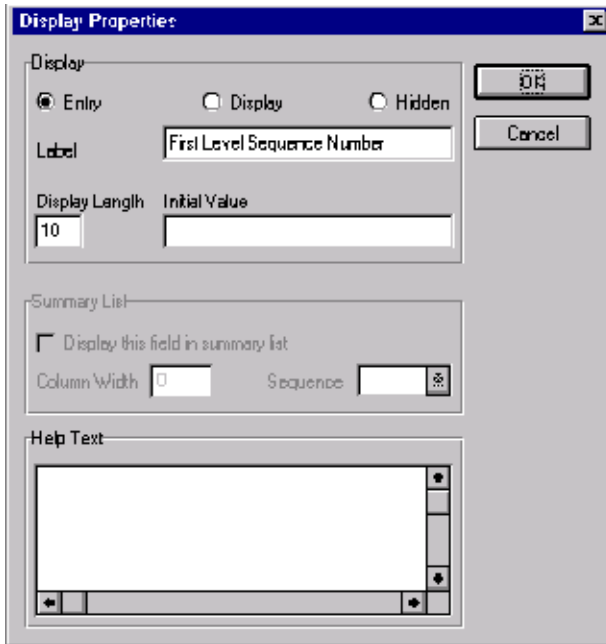 Display Properties
Display
OK
Entry
Display
Hidden
Cancel
Label
First Level Sequence Number
Display Length
Initial Value
10
Summary List
Display this field in summary list
Column Width
0
Sequence
Help Text